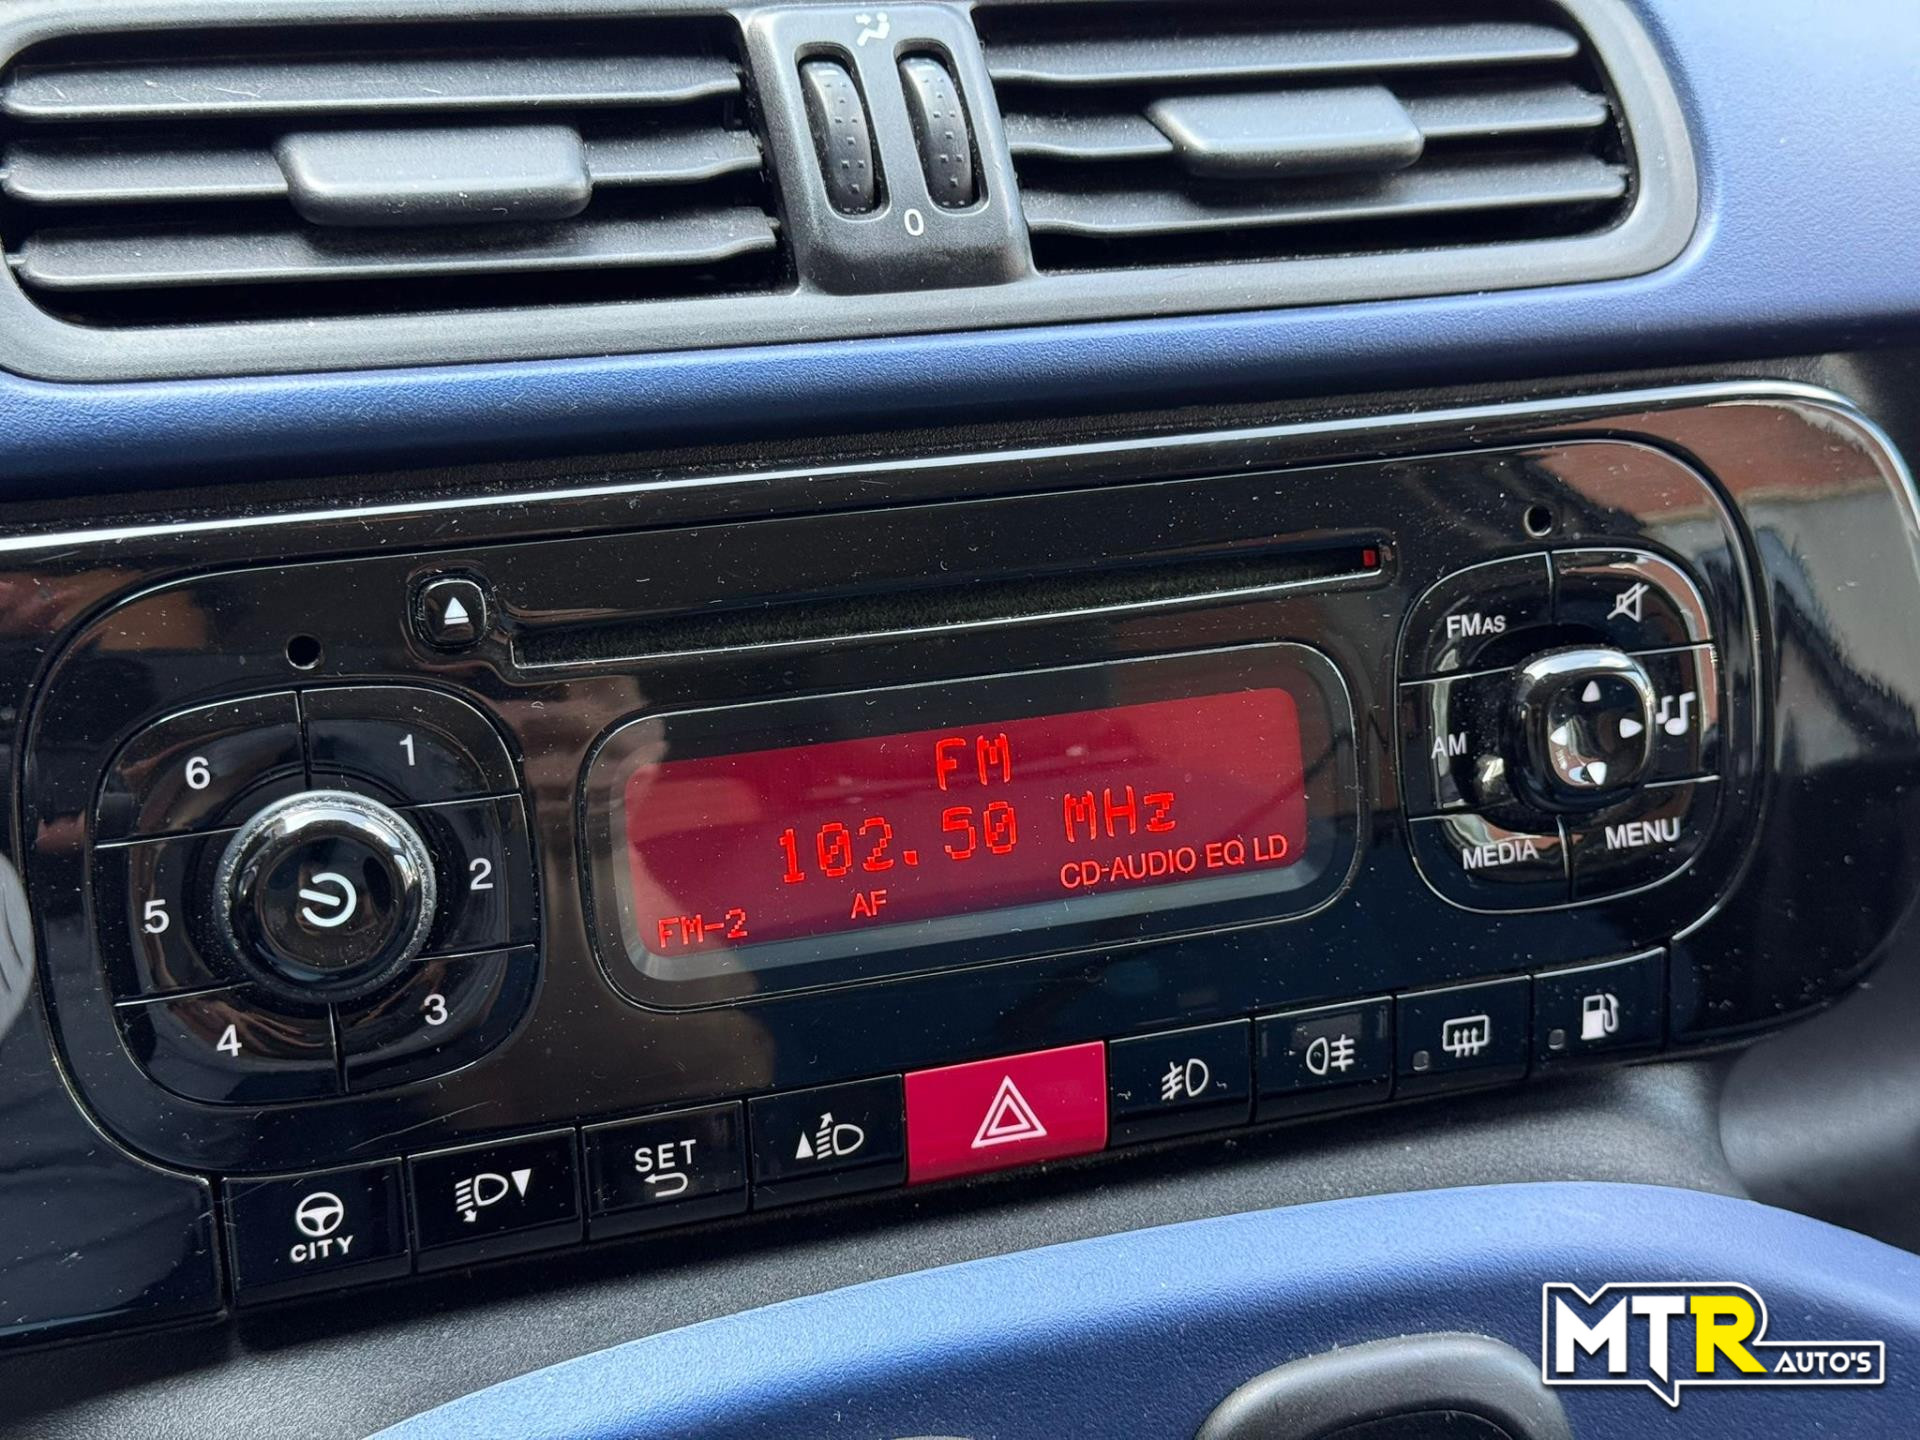 0
FMAS
6
1
FM
AM
102.50 MHz
MENU
5
2
CD-AUDIO EQ LD
MEDIA
AF
FM-2
4
3
SET
CITY
MTR AUTO'S